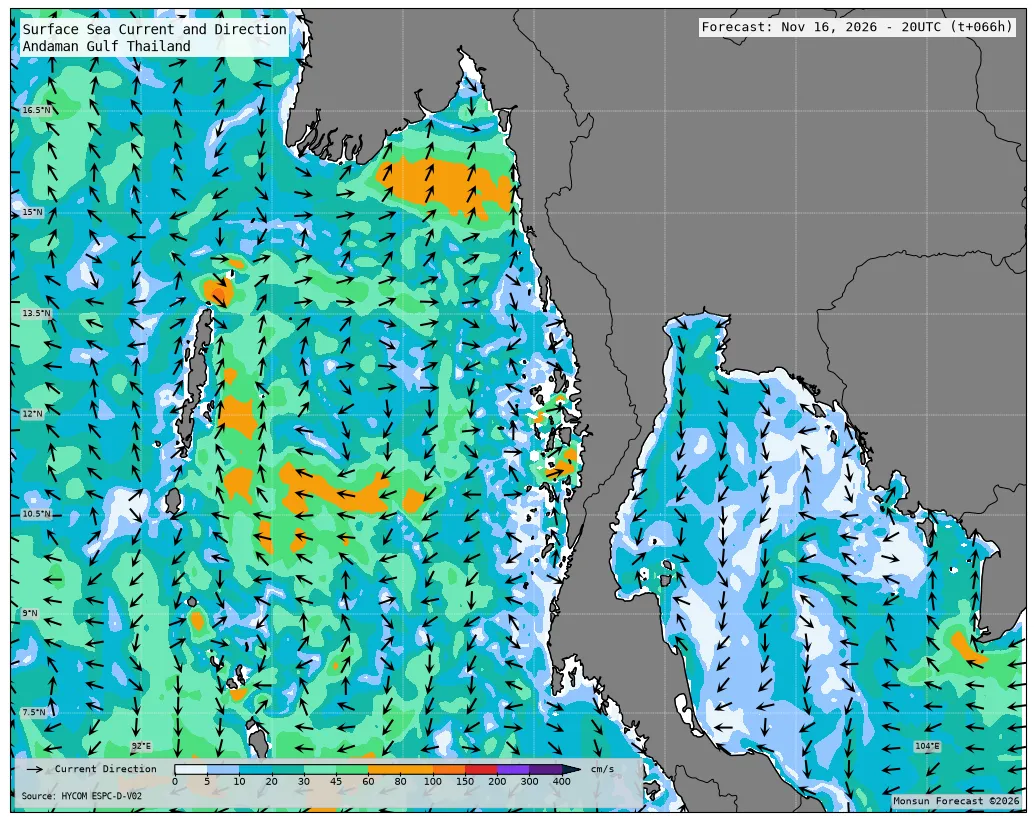 Surface Sea Current and Direction
Andaman Gulf Thailand
Forecast: Nov 16, 2026 - 20UTC (t+066h)
16.5°N
15°N
13.5°N
12°N
10.5°N
9°N
7.5°N
92°E
104°E
Current Direction
0 5 10 20 30 45 60 80 100 150 200 300 400 cm/s
Source: HYCOM ESPC-D-V02
Monsun Forecast ©2026